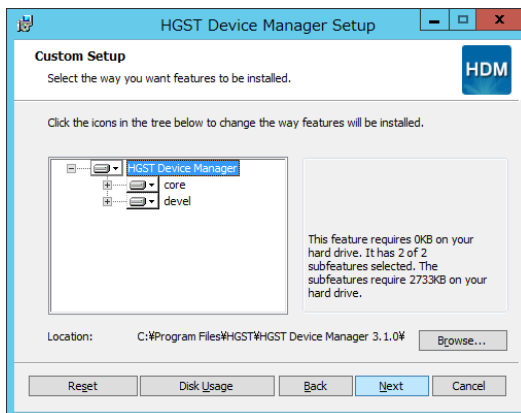 HGST Device Manager Setup
Custom Setup
Select the way you want features to be installed.
HDM
Click the icons in the tree below to change the way features will be installed.
HGST Device Manager
core
devel
This feature requires 0KB on your
hard drive. It has 2 of 2
subfeatures selected. The
subfeatures require 2733KB on your
hard drive.
Location: C:¥Program Files¥HGST¥HGST Device Manager 3.1.0¥
Browse...
Reset Disk Usage Back Next Cancel